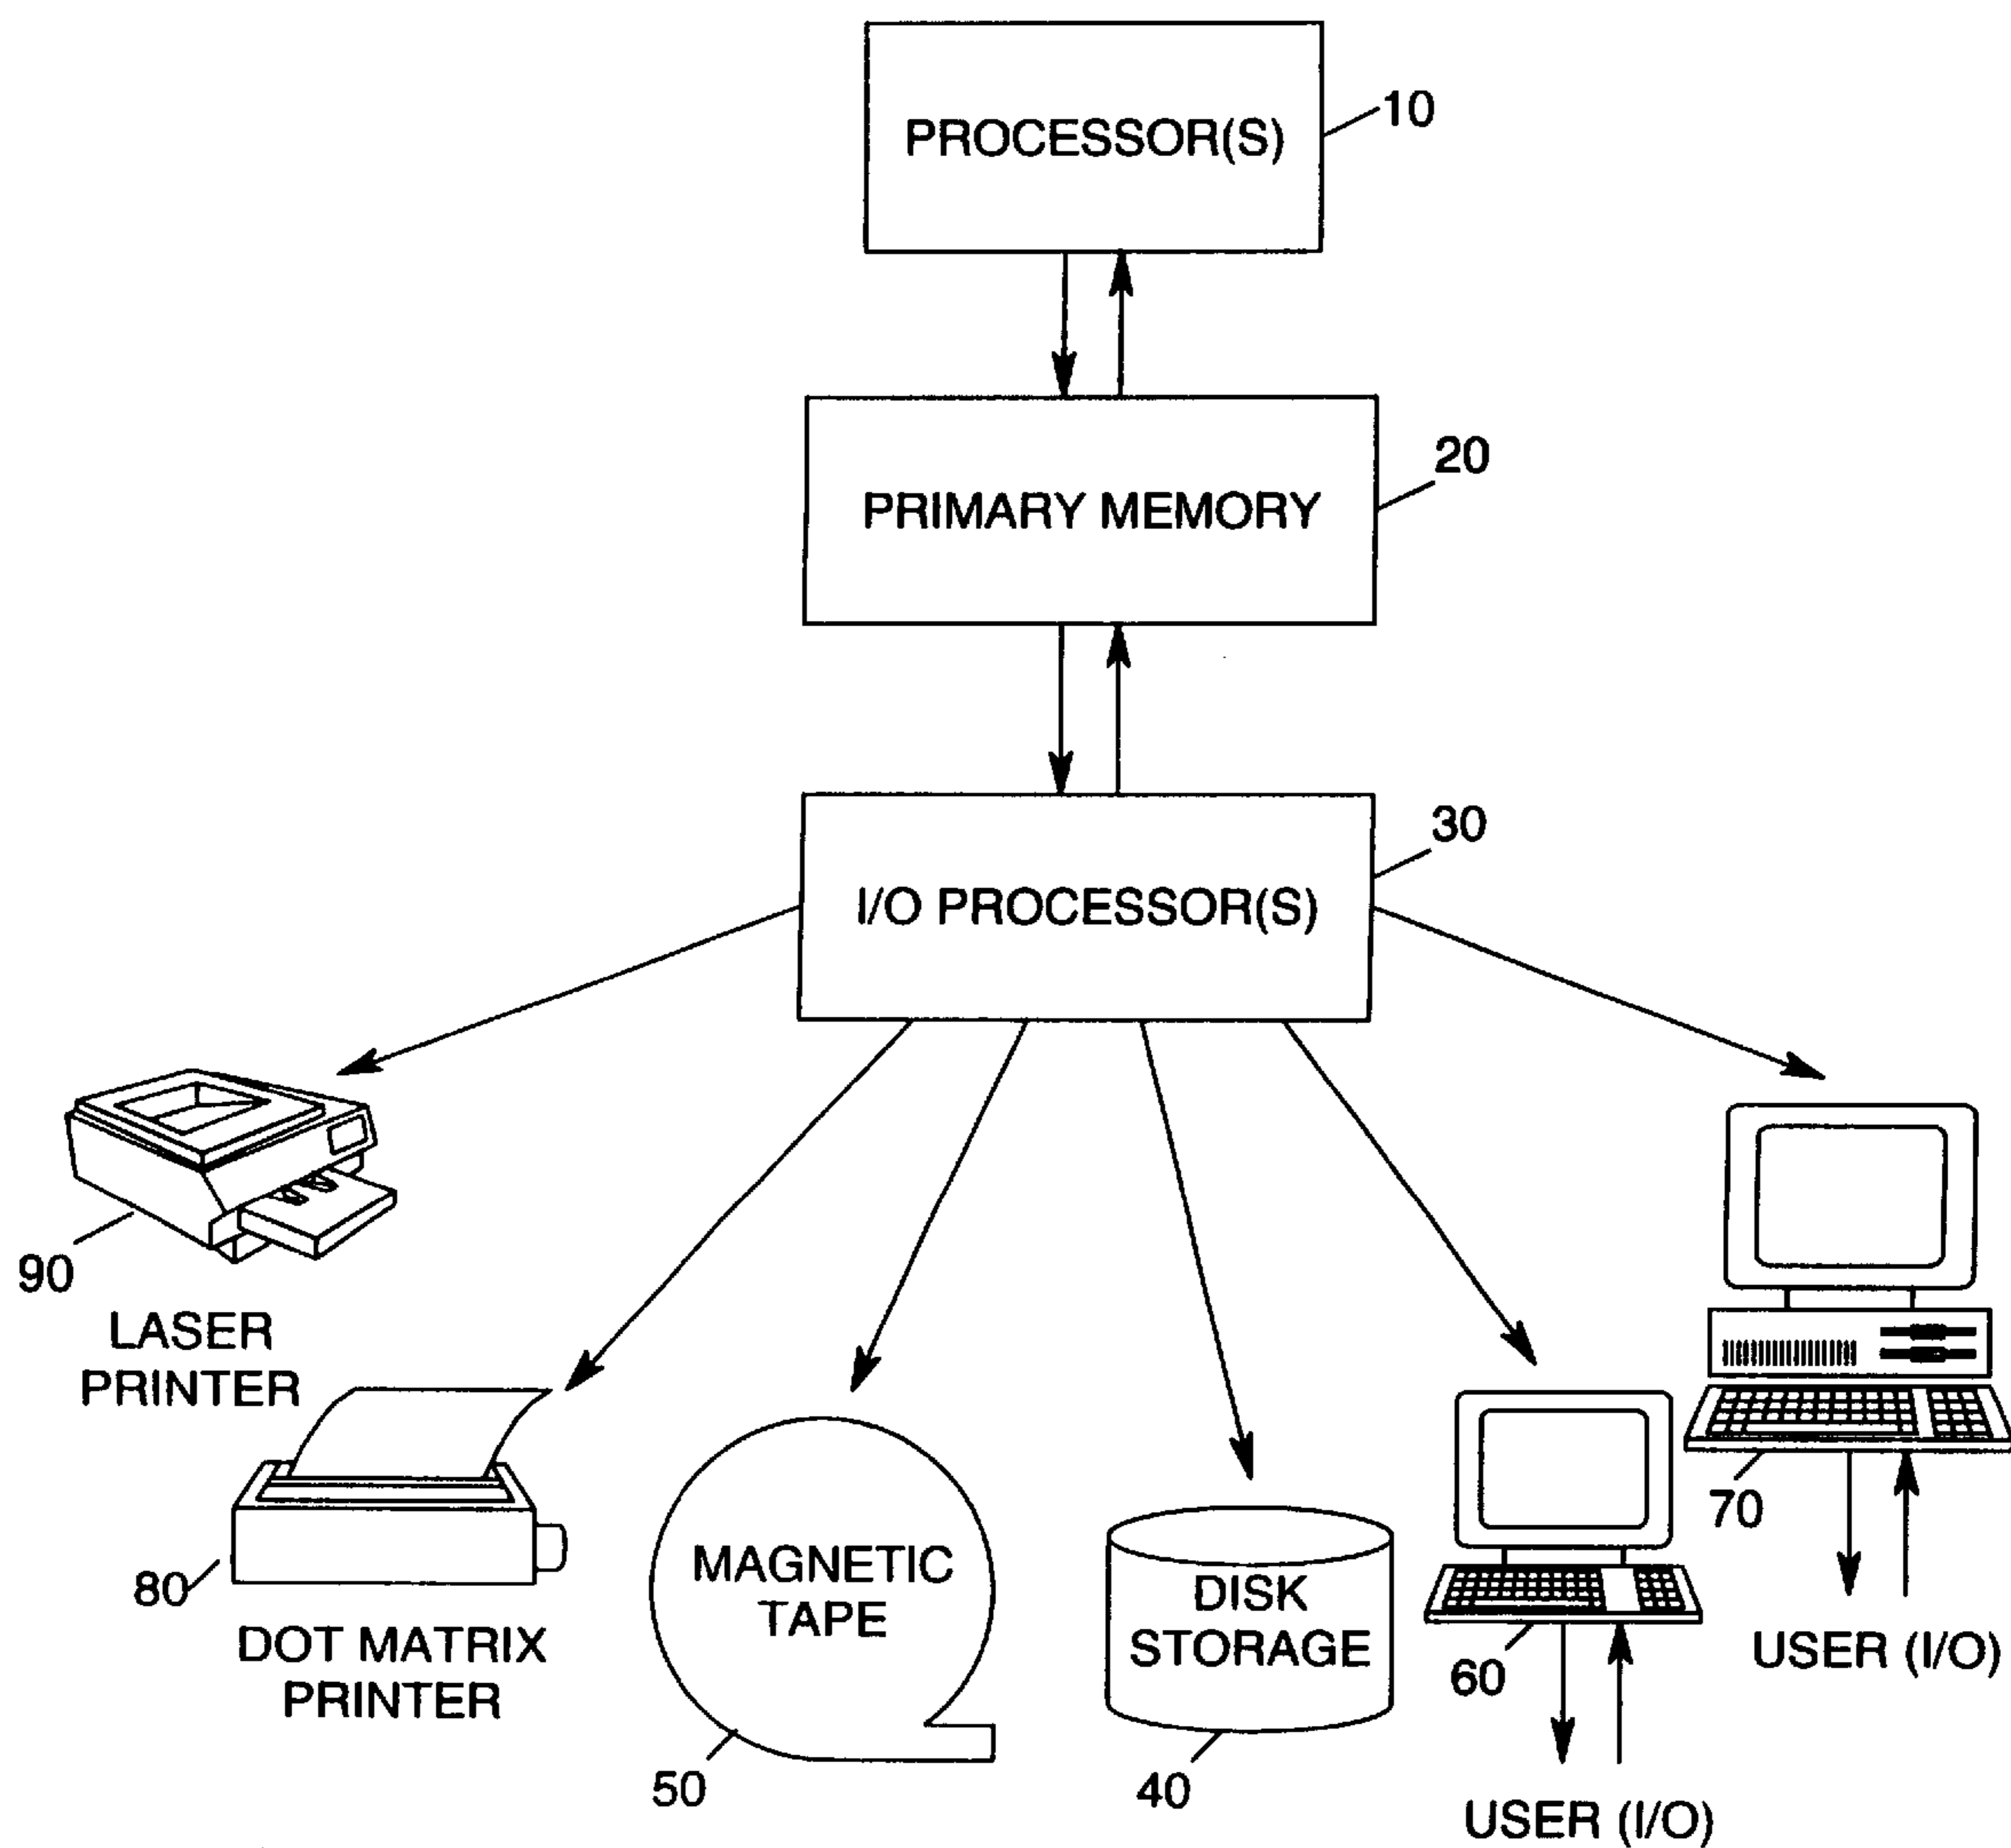 PROCESSOR(S)
10
PRIMARY MEMORY
20
I/O PROCESSOR(S)
30
90
LASER
PRINTER
80
DOT MATRIX
PRINTER
MAGNETIC
TAPE
50
DISK
STORAGE
40
60
USER (I/O)
70
USER (I/O)